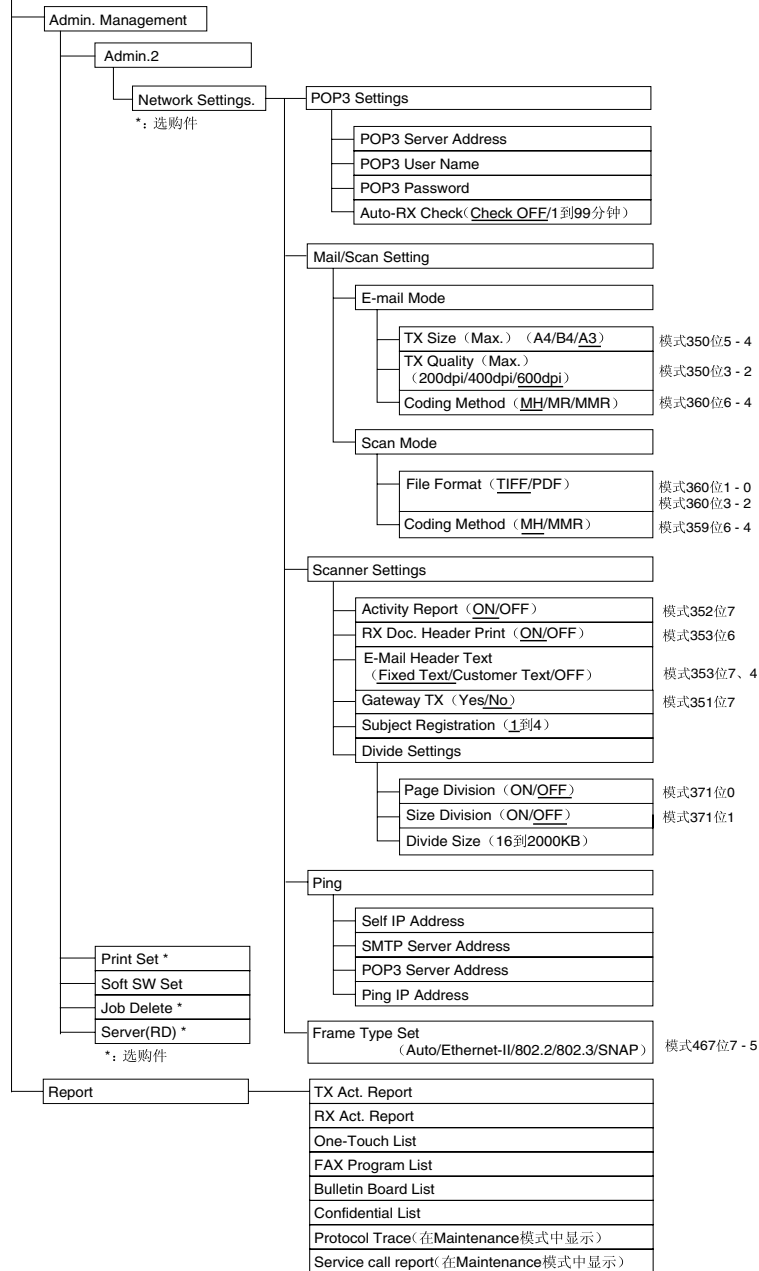 Admin. Management
Admin.2
Network Settings.
*：选购件
POP3 Settings
POP3 Server Address
POP3 User Name
POP3 Password
Auto-RX Check（Check OFF/1到99分钟）
Mail/Scan Setting
E-mail Mode
TX Size（Max.）（A4/B4/A3） 模式350位5 - 4
TX Quality（Max.）
（200dpi/400dpi/600dpi） 模式350位3 - 2
Coding Method（MH/MR/MMR） 模式360位6 - 4
Scan Mode
File Format（TIFF/PDF） 模式360位1 - 0
模式360位3 - 2
Coding Method（MH/MMR） 模式359位6 - 4
Scanner Settings
Activity Report（ON/OFF） 模式352位7
RX Doc. Header Print（ON/OFF） 模式353位6
E-Mail Header Text
（Fixed Text/Customer Text/OFF） 模式353位7、4
Gateway TX（Yes/No） 模式351位7
Subject Registration（1到4）
Divide Settings
Page Division（ON/OFF） 模式371位0
Size Division（ON/OFF） 模式371位1
Divide Size（16到2000KB）
Ping
Self IP Address
SMTP Server Address
POP3 Server Address
Ping IP Address
Print Set *
Soft SW Set
Job Delete *
Server(RD) *
*：选购件
Frame Type Set
（Auto/Ethernet-II/802.2/802.3/SNAP） 模式467位7 - 5
Report
TX Act. Report
RX Act. Report
One-Touch List
FAX Program List
Bulletin Board List
Confidential List
Protocol Trace（在Maintenance模式中显示）
Service call report（在Maintenance模式中显示）